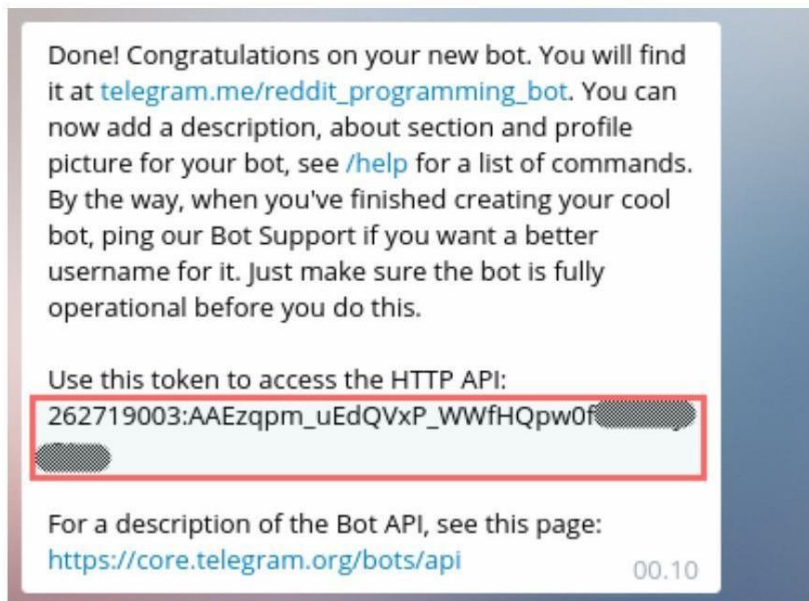 Done! Congratulations on your new bot. You will find
it at telegram.me/reddit_programming_bot. You can
now add a description, about section and profile
picture for your bot, see /help for a list of commands.
By the way, when you've finished creating your cool
bot, ping our Bot Support if you want a better
username for it. Just make sure the bot is fully
operational before you do this.
Use this token to access the HTTP API:
262719003:AAEzqpm_uEdQVxP_WWfHQpw0f
For a description of the Bot API, see this page:
https://core.telegram.org/bots/api
00.10